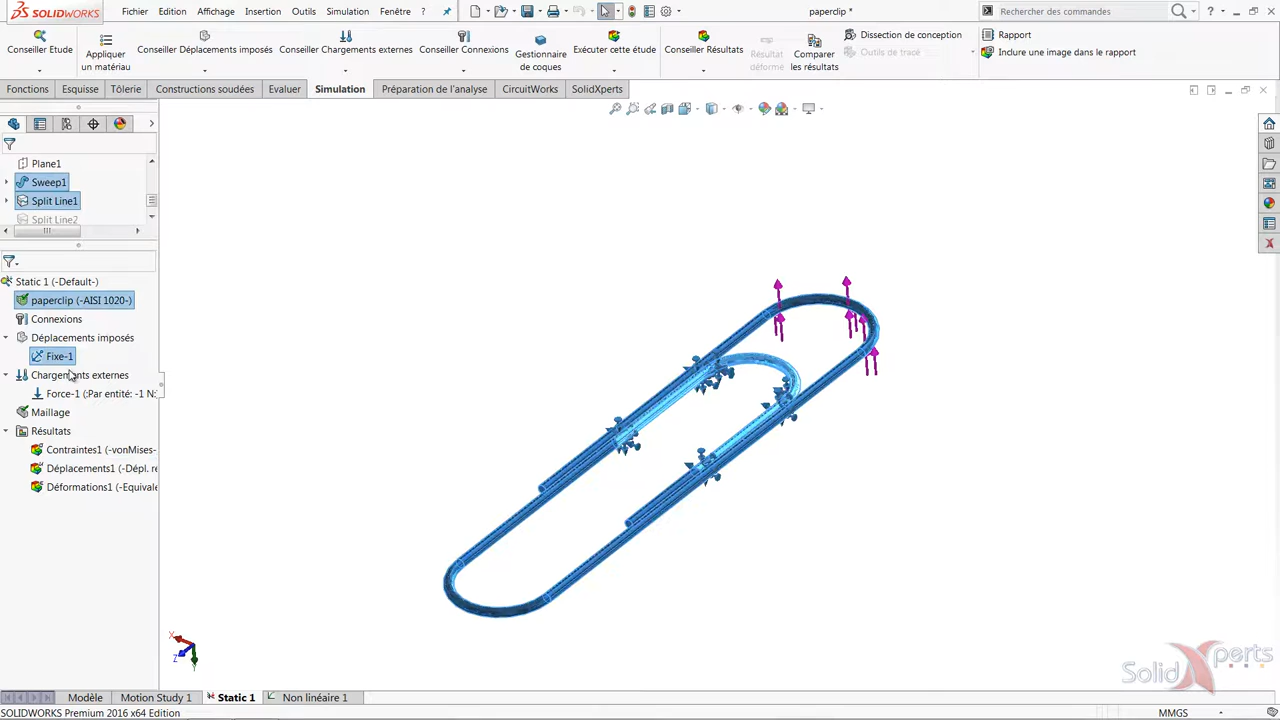 SOLIDWORKS Fichier Edition Affichage Insertion Outils Simulation Fenêtre ? paperclip * Rechercher des commandes ?
Conseiller Etude
Appliquer un matériau
Conseiller Déplacements imposés
Conseiller Chargements externes
Conseiller Connexions
Gestionnaire de coques
Exécuter cette étude
Conseiller Résultats
Résultat déformé
Comparer les résultats
Dissection de conception
Outils de tracé
Rapport
Inclure une image dans le rapport
Fonctions Esquisse Tôlerie Constructions soudées Evaluer Simulation Préparation de l'analyse CircuitWorks SolidXperts
Plane1
Sweep1
Split Line1
Split Line2
Static 1 (-Default-)
paperclip (-AISI 1020-)
Connexions
Déplacements imposés
Fixe-1
Chargements externes
Force-1 (:Par entité: -1 N:
Maillage
Résultats
Contraintes1 (-vonMises-
Déplacements1 (-Dépl. re
Déformations1 (-Equivale
X
Z
Y
SolidXperts
Modèle Motion Study 1 Static 1 Non linéaire 1
SOLIDWORKS Premium 2016 x64 Edition MMGS